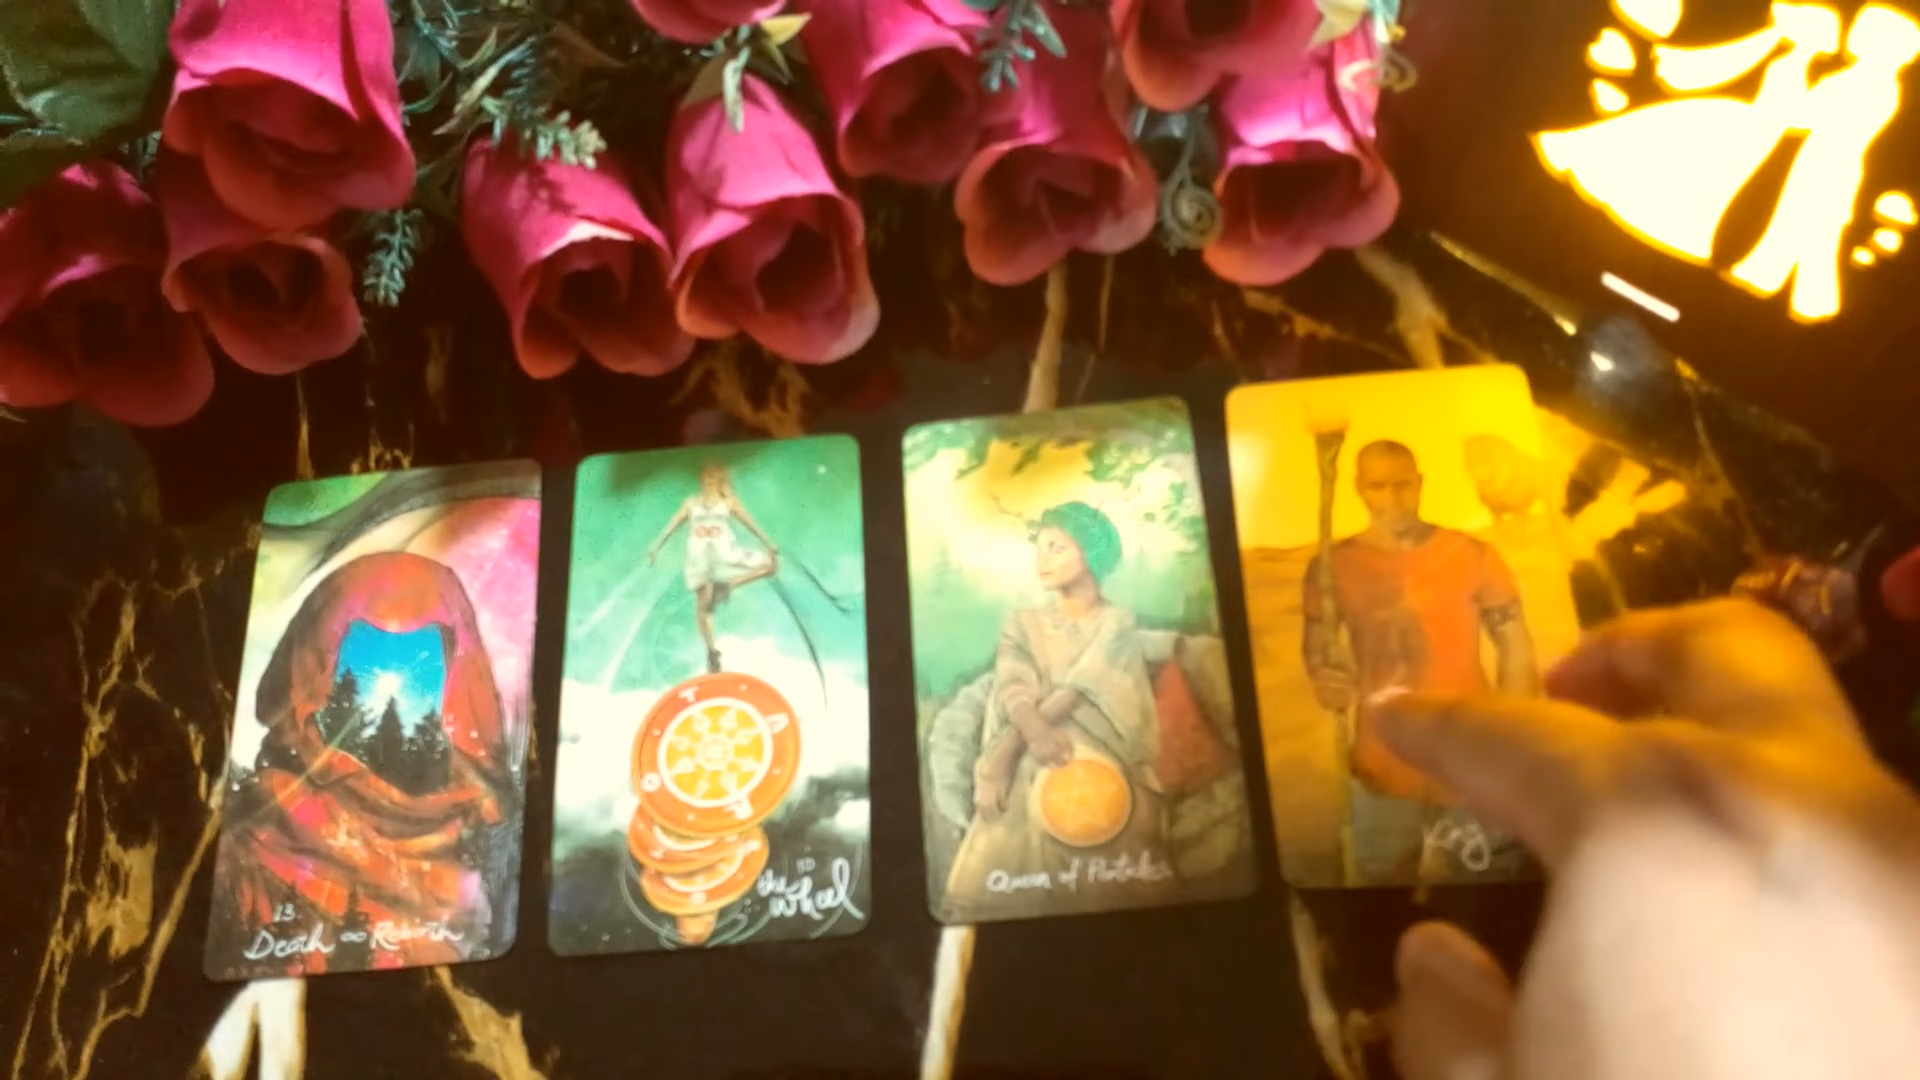 13.
Death ∞ Rebirth
T
A
R
O
10
the
Wheel
Queen of Pentacles
King